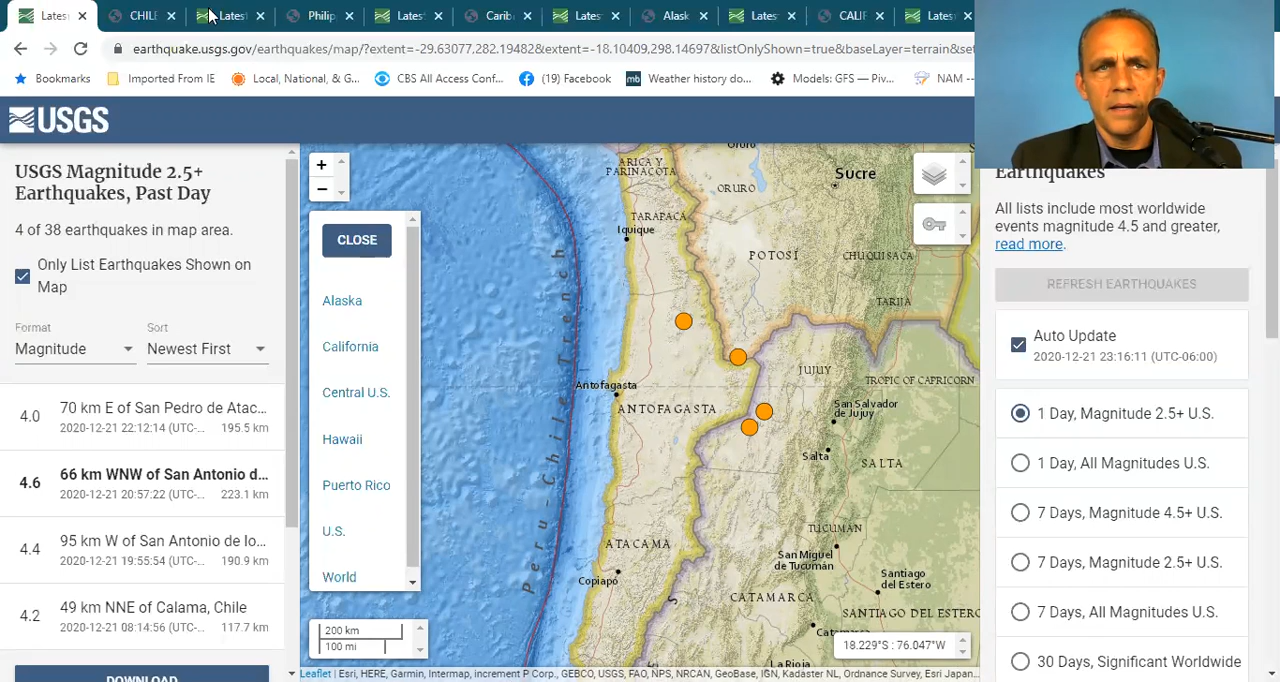 Lates
CHILE
Lates
Philip
Lates
Carib
Lates
Alask
Lates
CALIF
Lates
earthquake.usgs.gov/earthquakes/map/?extent=-29.63077,282.19482&extent=-18.10409,298.14697&listOnlyShown=true&baseLayer=terrain&set
Bookmarks
Imported From IE
Local, National, & G...
CBS All Access Conf...
(19) Facebook
mb
Weather history do...
Models: GFS — Piv...
NAM --
USGS
USGS Magnitude 2.5+
Earthquakes, Past Day
4 of 38 earthquakes in map area.
Only List Earthquakes Shown on
Map
Format
Sort
Magnitude
Newest First
4.0
70 km E of San Pedro de Atac...
2020-12-21 22:12:14 (UTC-...
195.5 km
4.6
66 km WNW of San Antonio d...
2020-12-21 20:57:22 (UTC-...
223.1 km
4.4
95 km W of San Antonio de lo...
2020-12-21 19:55:54 (UTC-...
190.9 km
4.2
49 km NNE of Calama, Chile
2020-12-21 08:14:56 (UTC-...
117.7 km
DOWNLOAD
+
−
CLOSE
Alaska
California
Central U.S.
Hawaii
Puerto Rico
U.S.
World
200 km
100 mi
ARICA Y
PARINACOTA
Oruro
ORURO
Sucre
TARAPACA
Iquique
POTOSÍ
CHUQUISACA
TARIJA
Peru-Chile Trench
Antofagasta
ANTOFAGASTA
JUJUY
TROPIC OF CAPRICORN
San Salvador
de Jujuy
Salta
SALTA
ATACAMA
Copiapo
TUCUMAN
San Miguel
de Tucumán
Santiago
del Estero
CATAMARCA
SANTIAGO DEL ESTERO
La Rioja
18.229°S : 76.047°W
Leaflet | Esri, HERE, Garmin, Intermap, increment P Corp., GEBCO, USGS, FAO, NPS, NRCAN, GeoBase, IGN, Kadaster NL, Ordnance Survey, Esri Japan...
Earthquakes
All lists include most worldwide
events magnitude 4.5 and greater,
read more.
REFRESH EARTHQUAKES
Auto Update
2020-12-21 23:16:11 (UTC-06:00)
1 Day, Magnitude 2.5+ U.S.
1 Day, All Magnitudes U.S.
7 Days, Magnitude 4.5+ U.S.
7 Days, Magnitude 2.5+ U.S.
7 Days, All Magnitudes U.S.
30 Days, Significant Worldwide